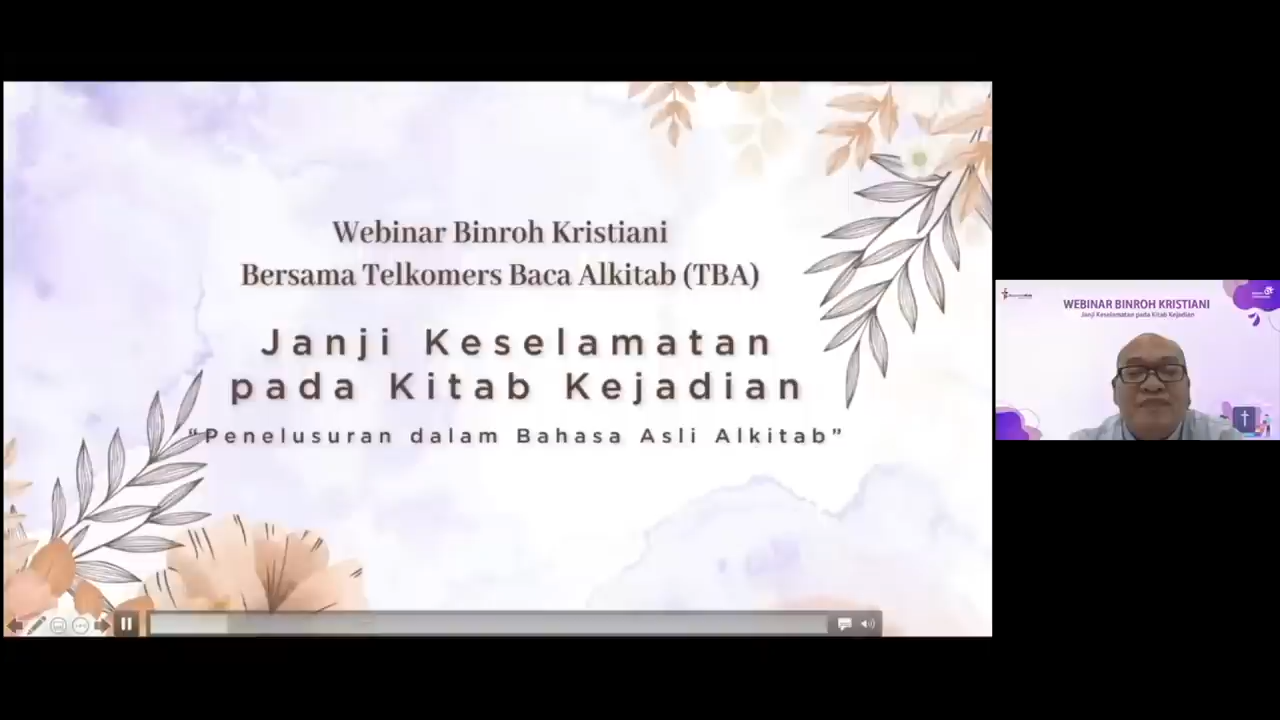 Webinar Binroh Kristiani
Bersama Telkomers Baca Alkitab (TBA)
Janji Keselamatan
pada Kitab Kejadian
“Penelusuran dalam Bahasa Asli Alkitab”
WEBINAR BINROH KRISTIANI
Janji Keselamatan pada Kitab Kejadian